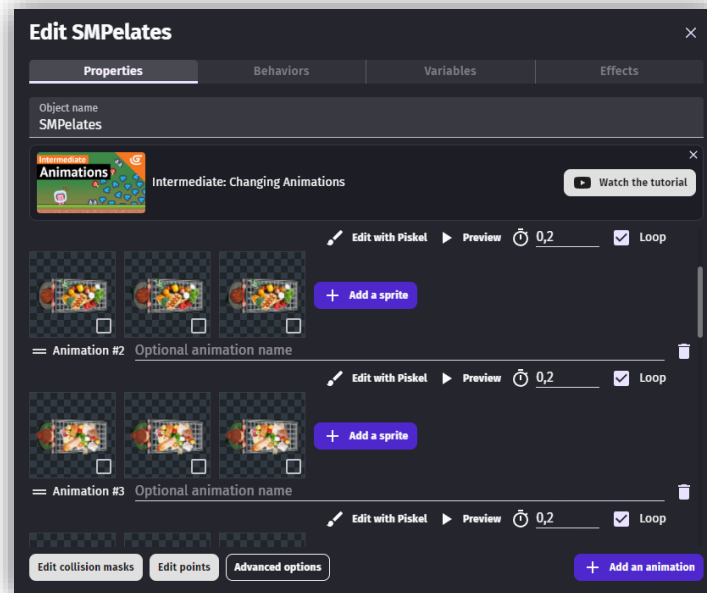 Edit SMPelates
Properties Behaviors Variables Effects
Object name
SMPelates
Intermediate
Animations
Intermediate: Changing Animations
Watch the tutorial
Edit with Piskel Preview 0,2 Loop
Add a sprite
Animation #2 Optional animation name
Edit with Piskel Preview 0,2 Loop
Add a sprite
Animation #3 Optional animation name
Edit with Piskel Preview 0,2 Loop
Edit collision masks Edit points Advanced options Add an animation